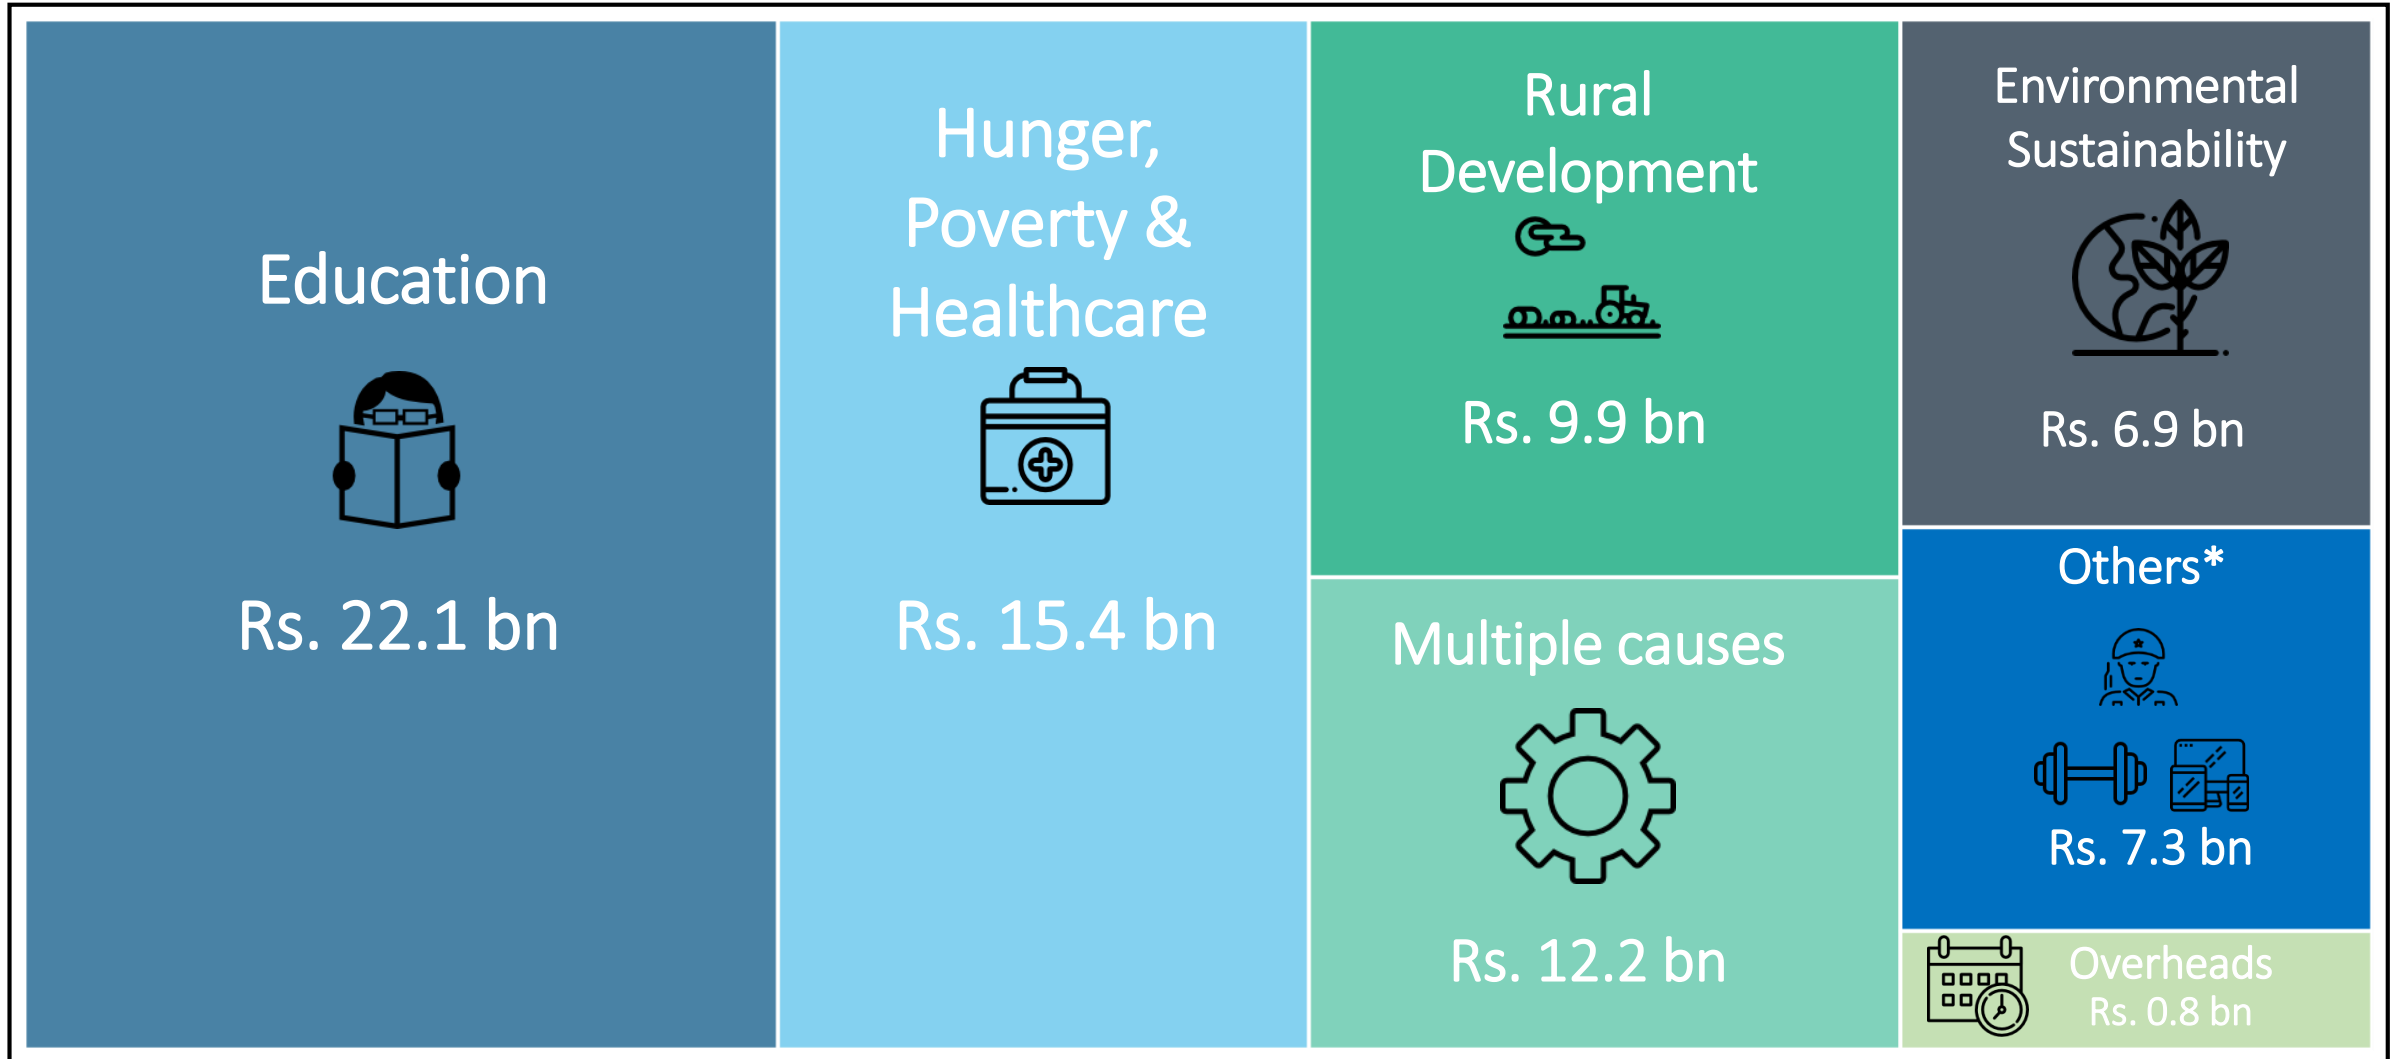 Education
Rs. 22.1 bn
Hunger,
Poverty &
Healthcare
Rs. 15.4 bn
Rural
Development
Rs. 9.9 bn
Multiple causes
Rs. 12.2 bn
Environmental
Sustainability
Rs. 6.9 bn
Others*
Rs. 7.3 bn
Overheads
Rs. 0.8 bn